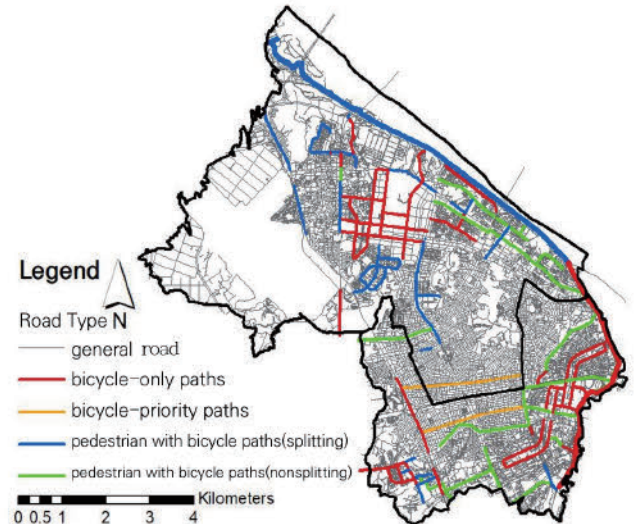 Legend
Road Type N
general road
bicycle-only paths
bicycle-priority paths
pedestrian with bicycle paths(splitting)
pedestrian with bicycle paths(nonsplitting)
Kilometers
0 0.5 1 2 3 4